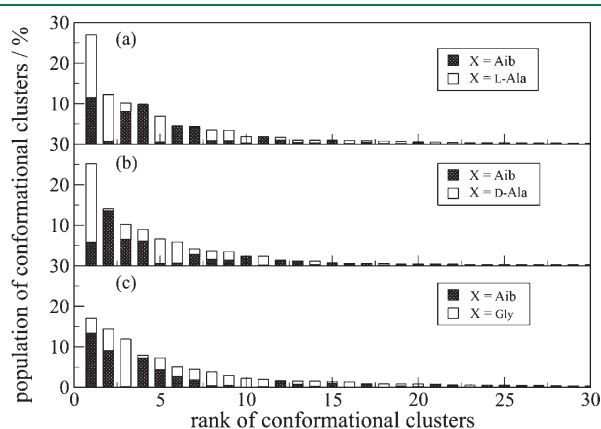 population of conformational clusters / %
30
(a)
X = Aib
X = L-Ala
20
10
30
(b)
X = Aib
X = D-Ala
20
10
30
(c)
X = Aib
X = Gly
20
10
0
0 5 10 15 20 25 30
rank of conformational clusters